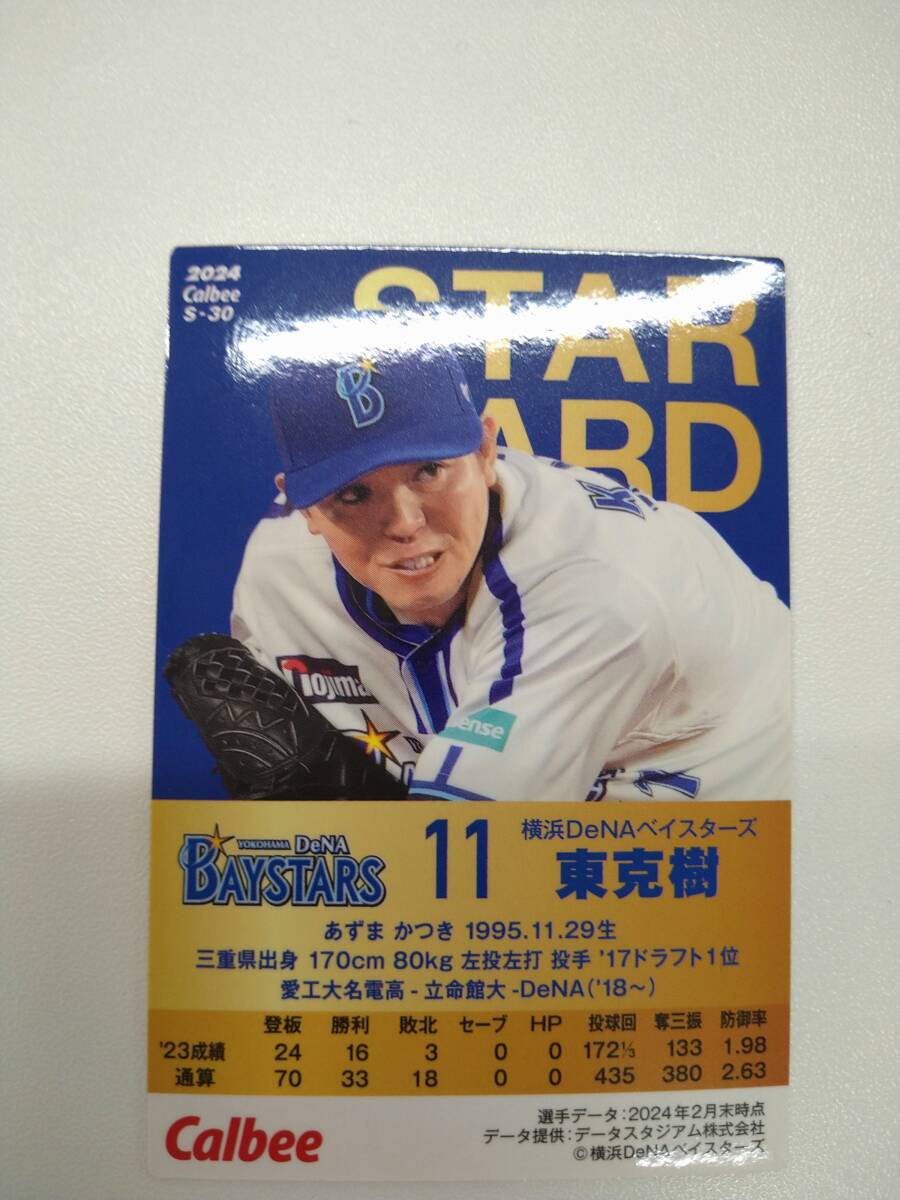 2024
Calbee
S-30
STAR
ARD
B
K
nojima
ense
YOKOHAMA DeNA
BAYSTARS
11
横浜DeNAベイスターズ
東克樹
あずま かつき 1995.11.29生
三重県出身 170cm 80kg 左投左打 投手 '17ドラフト1位
愛工大名電高-立命館大-DeNA('18～)
登板 勝利 敗北 セーブ HP 投球回 奪三振 防御率
'23成績 24 16 3 0 0 172⅓ 133 1.98
通算 70 33 18 0 0 435 380 2.63
Calbee
選手データ:2024年2月末時点
データ提供:データスタジアム株式会社
©横浜DeNAベイスターズ